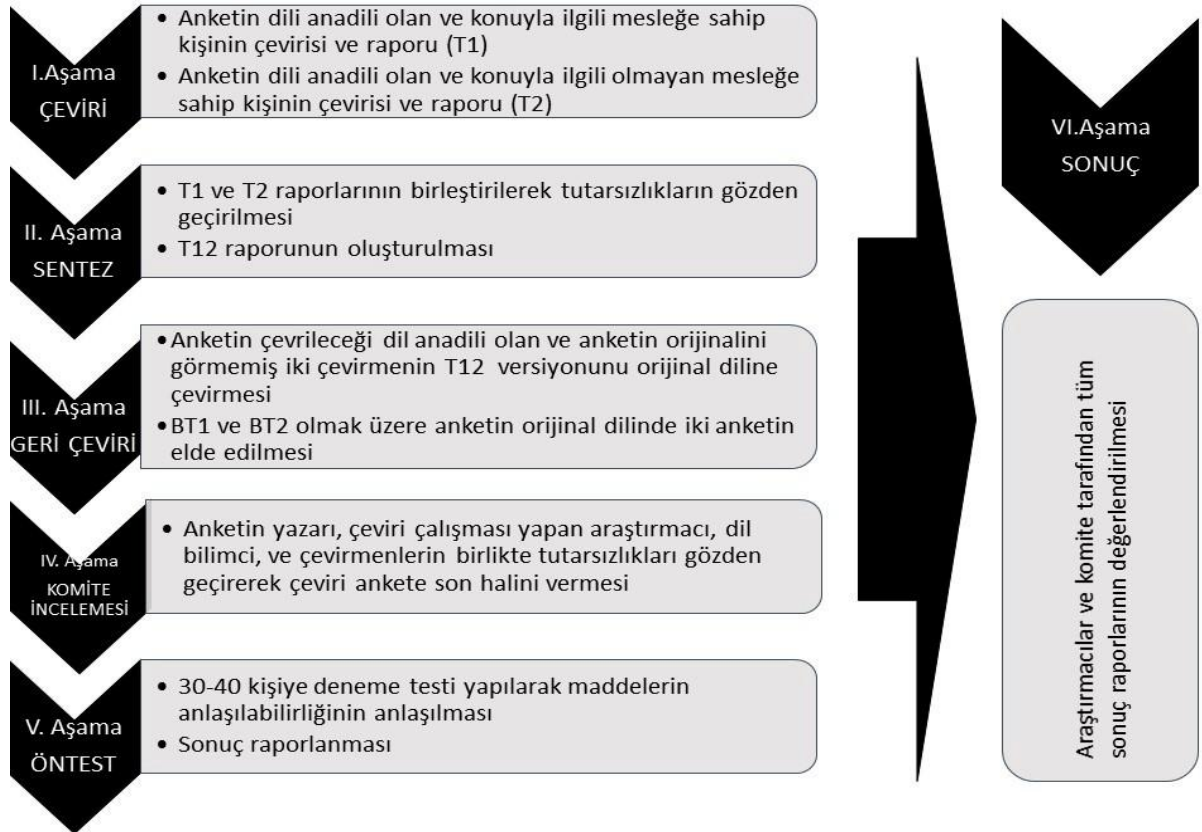 I.Aşama
ÇEVİRİ
• Anketin dili anadili olan ve konuyla ilgili mesleğe sahip
kişinin çevirisi ve raporu (T1)
• Anketin dili anadili olan ve konuyla ilgili olmayan mesleğe
sahip kişinin çevirisi ve raporu (T2)
II. Aşama
SENTEZ
• T1 ve T2 raporlarının birleştirilerek tutarsızlıkların gözden
geçirilmesi
• T12 raporunun oluşturulması
III. Aşama
GERİ ÇEVİRİ
• Anketin çevrileceği dil anadili olan ve anketin orijinalini
görmemiş iki çevirmenin T12 versiyonunu orijinal diline
çevirmesi
• BT1 ve BT2 olmak üzere anketin orijinal dilinde iki anketin
elde edilmesi
IV. Aşama
KOMİTE
İNCELEMESİ
• Anketin yazarı, çeviri çalışması yapan araştırmacı, dil
bilimci, ve çevirmenlerin birlikte tutarsızlıkları gözden
geçirerek çeviri ankete son halini vermesi
V. Aşama
ÖNTEST
• 30-40 kişiye deneme testi yapılarak maddelerin
anlaşılabilirliğinin anlaşılması
• Sonuç raporlanması
VI.Aşama
SONUÇ
Araştırmacılar ve komite tarafından tüm
sonuç raporlarının değerlendirilmesi